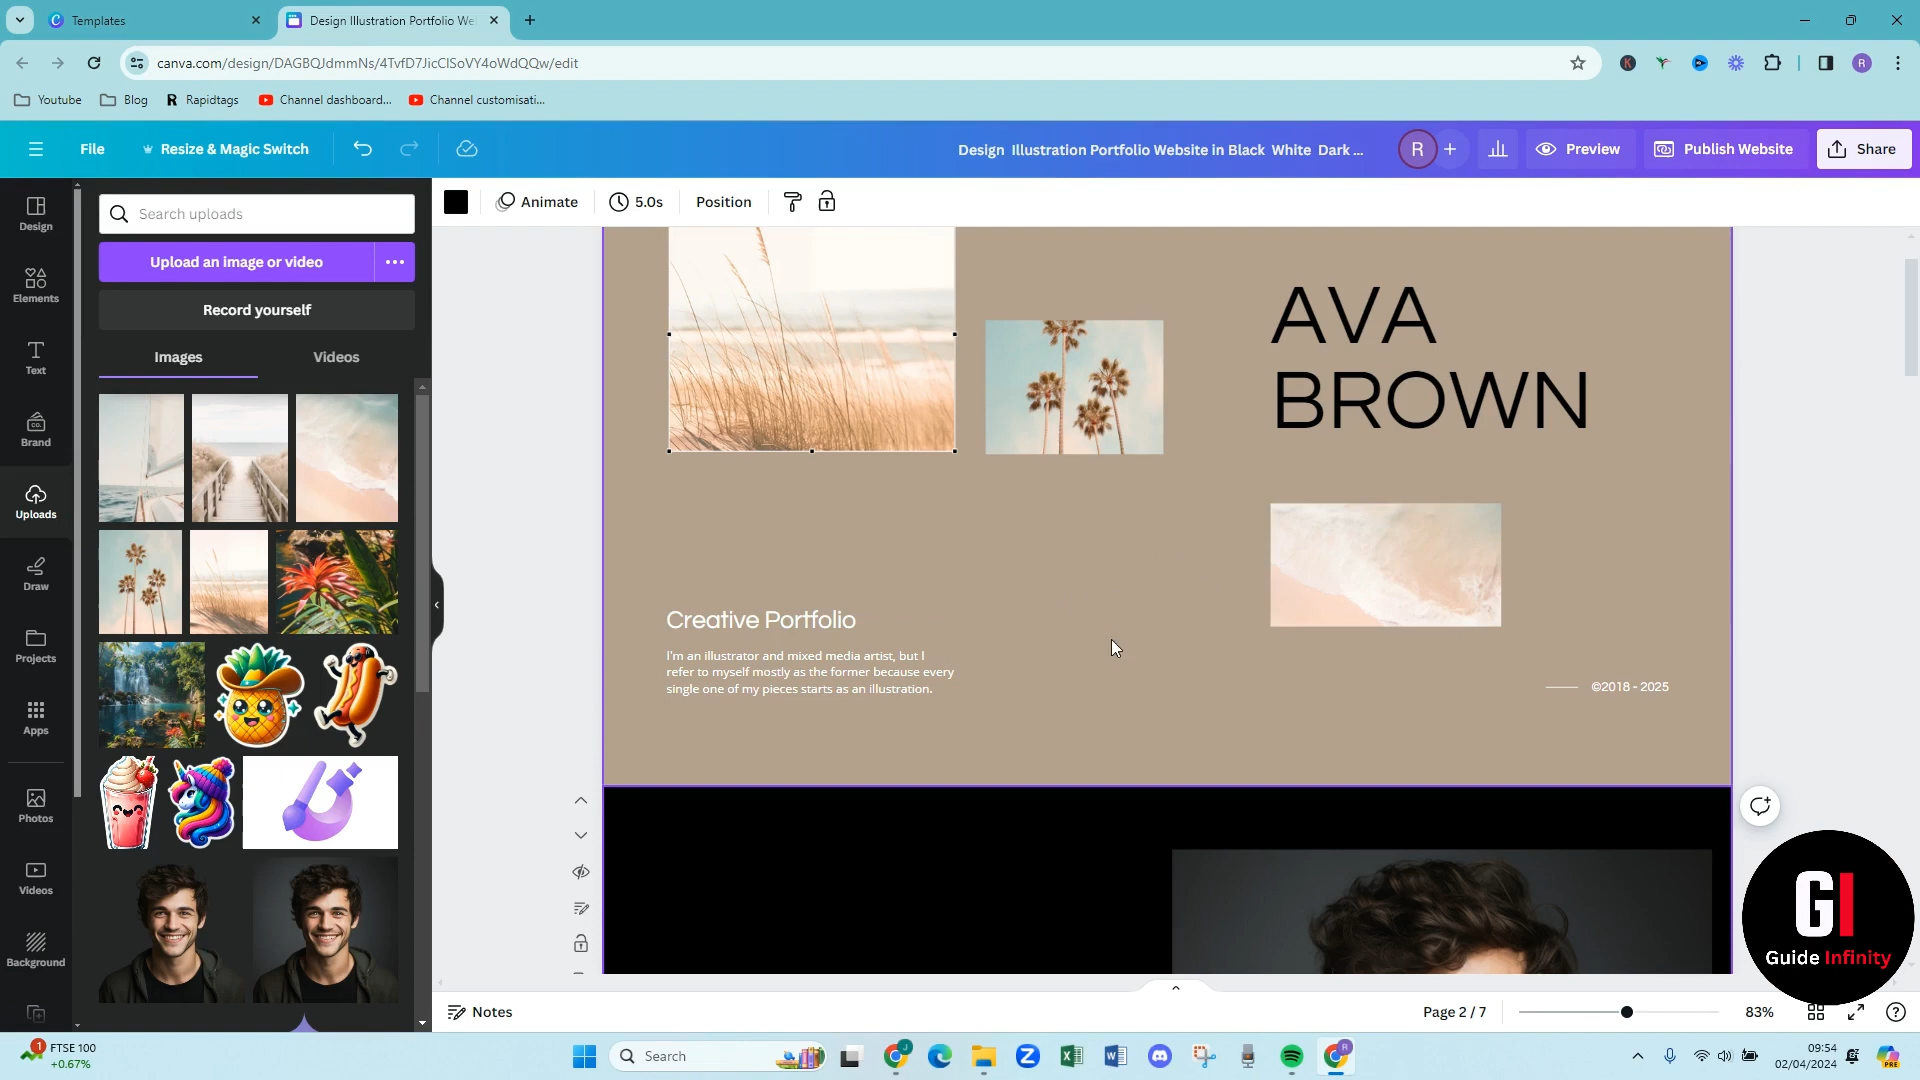 Templates
Design Illustration Portfolio We
canva.com/design/DAGBQJdmmNs/4TvfD7JicClSoVY4oWdQQw/edit
K
R
Youtube
Blog
R Rapidtags
Channel dashboard...
Channel customisati...
File
Resize & Magic Switch
Design Illustration Portfolio Website in Black White Dark ...
R
Preview
Publish Website
Share
Design
Elements
Text
Brand
Uploads
Draw
Projects
Apps
Photos
Videos
Background
Search uploads
Upload an image or video
Record yourself
Images
Videos
Animate
5.0s
Position
AVA
BROWN
Creative Portfolio
I'm an illustrator and mixed media artist, but I
refer to myself mostly as the former because every
single one of my pieces starts as an illustration.
©2018 - 2025
GI
Guide Infinity
Notes
Page 2 / 7
83%
1
FTSE 100
+0.67%
Search
J
R
09:54
02/04/2024
PRE